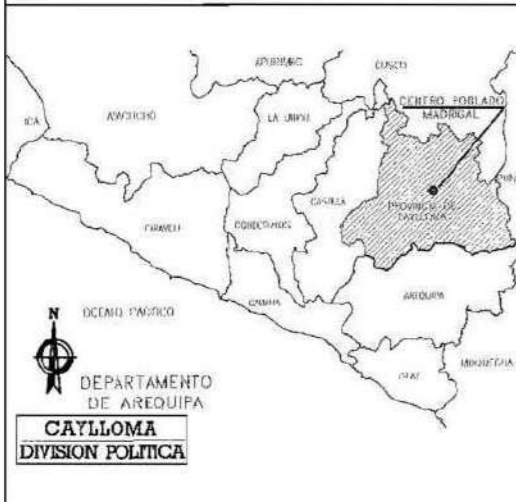 CUSCO
CENTRO POBLADO
MADRIGAL
LA UNION
AYACUCHO
ICA
PROVINCIA DE
CAYLLOMA
CASTILLA
CONDESUYOS
CARAVELI
CAMANA
AREQUIPA
OCEANO PACIFICO
N
MOQUEGUA
ISLAY
DEPARTAMENTO
DE AREQUIPA
CAYLLOMA
DIVISION POLITICA